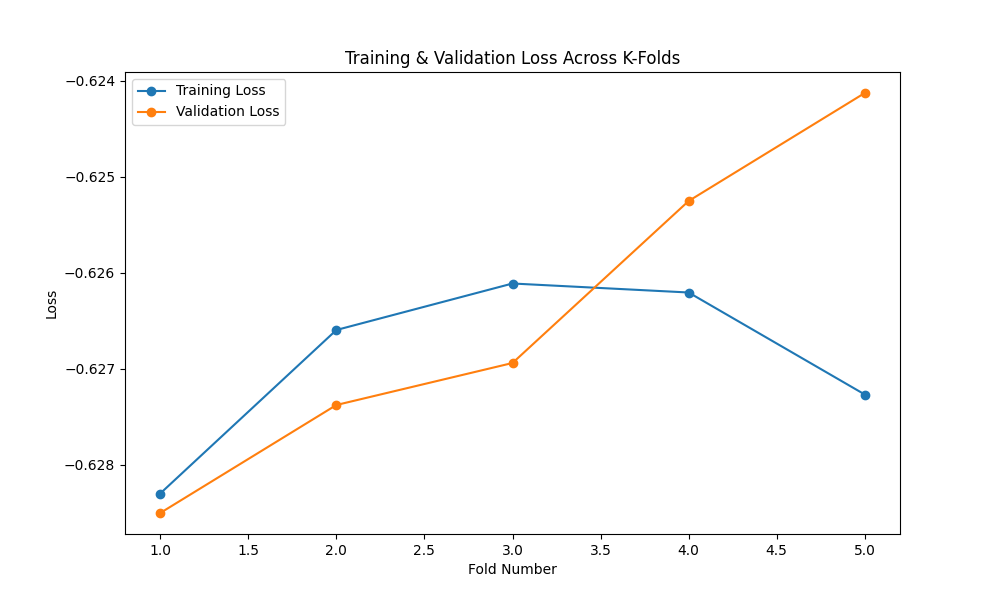 Training & Validation Loss Across K-Folds
Training Loss
Validation Loss
−0.624
−0.625
−0.626
−0.627
−0.628
Loss
1.0 1.5 2.0 2.5 3.0 3.5 4.0 4.5 5.0
Fold Number